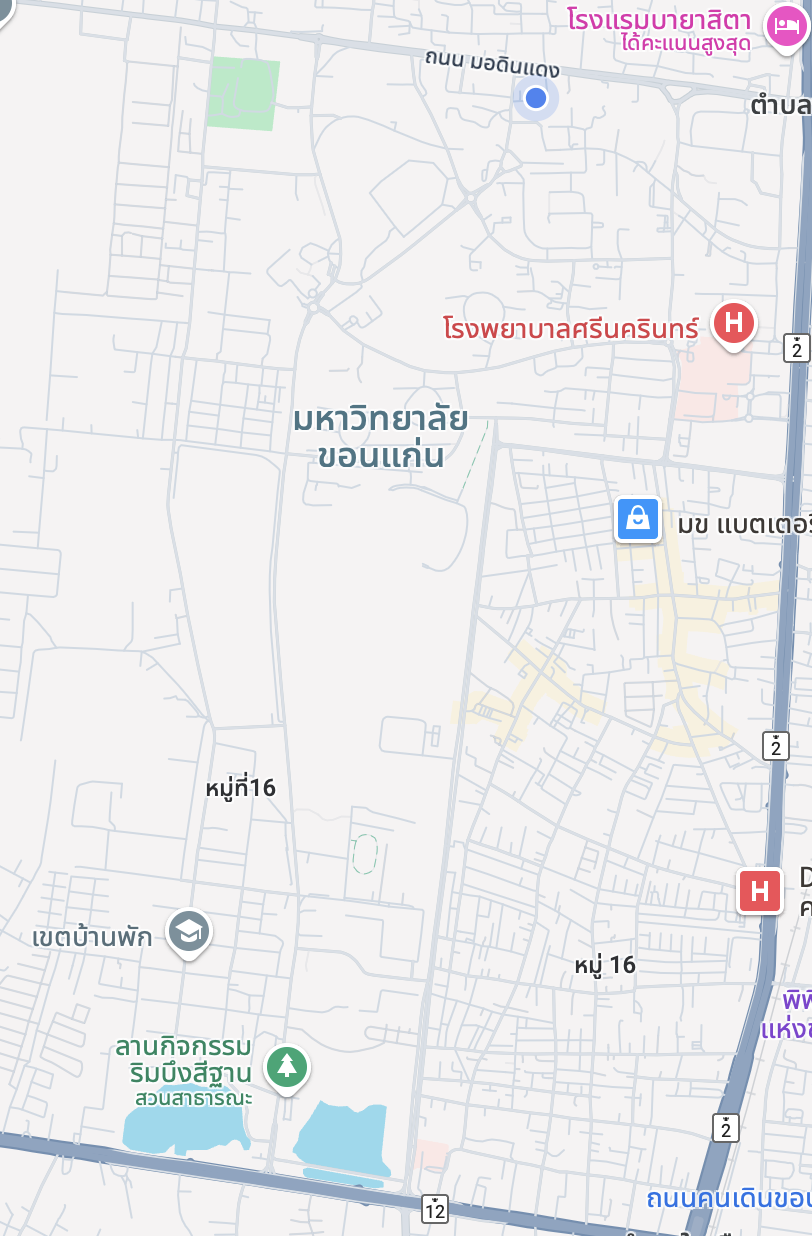 โรงแรมบายาสิตา
ได้คะแนนสูงสุด
ถนน มอดินแดง
ตำบล
โรงพยาบาลศรีนครินทร์
H
2
มหาวิทยาลัย
ขอนแก่น
มข แบตเตอรี
2
หมู่ที่16
H
D
ค
เขตบ้านพัก
หมู่ 16
แห่ง
ลานกิจกรรม
ริมบึงสีฐาน
สวนสาธารณะ
2
ถนนคนเดินขอน
12